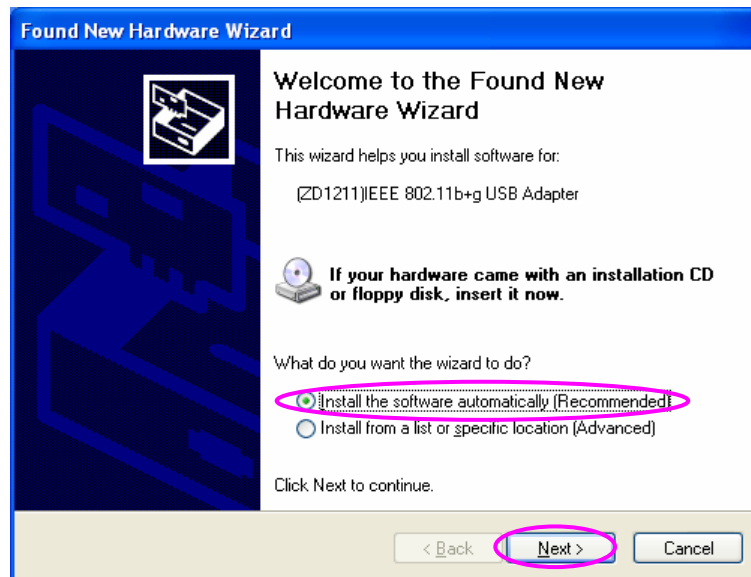 Found New Hardware Wizard
Welcome to the Found New
Hardware Wizard
This wizard helps you install software for:
(ZD1211)IEEE 802.11b+g USB Adapter
If your hardware came with an installation CD
or floppy disk, insert it now.
What do you want the wizard to do?
Install the software automatically (Recommended)
Install from a list or specific location (Advanced)
Click Next to continue.
< Back Next > Cancel